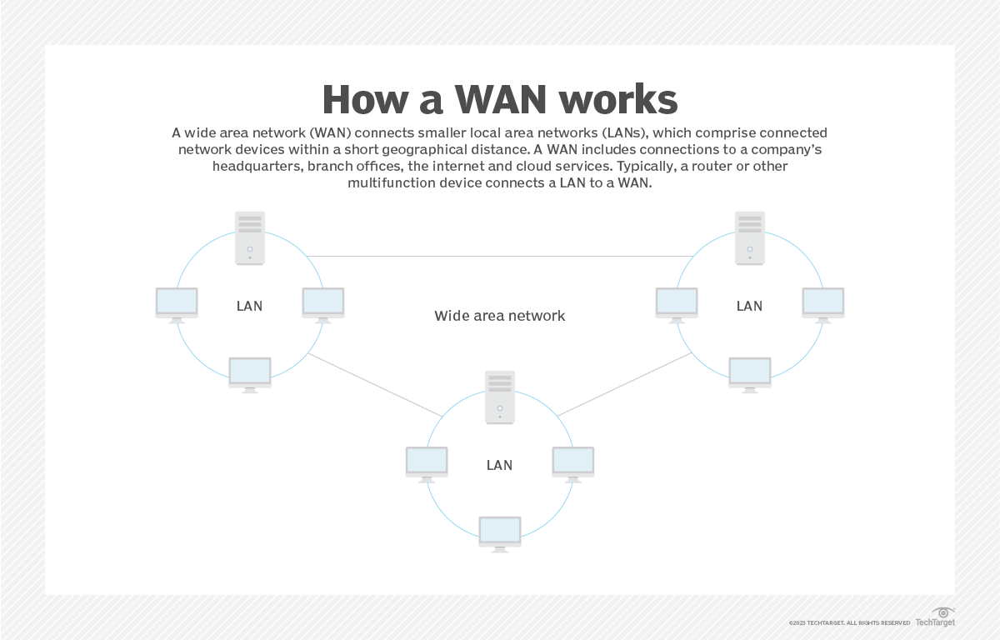 How a WAN works
A wide area network (WAN) connects smaller local area networks (LANs), which comprise connected
network devices within a short geographical distance. A WAN includes connections to a company’s
headquarters, branch offices, the internet and cloud services. Typically, a router or other
multifunction device connects a LAN to a WAN.
LAN
LAN
Wide area network
LAN
©2023 TECHTARGET. ALL RIGHTS RESERVED TechTarget